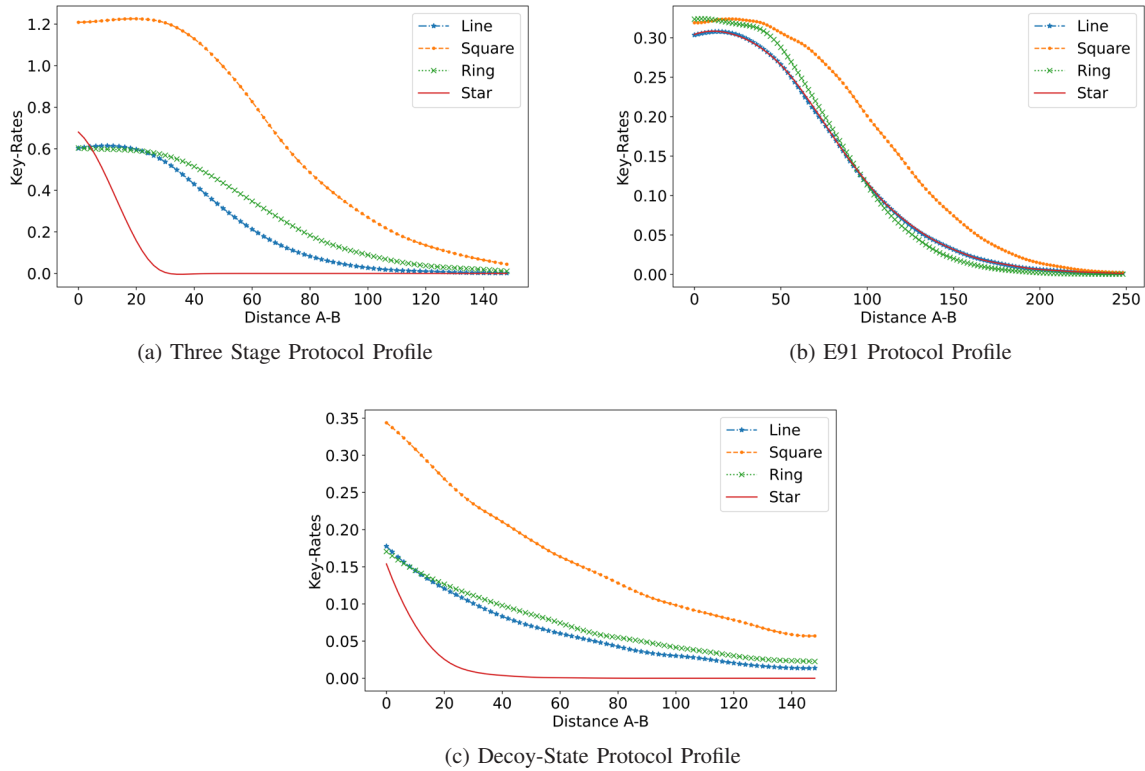 1.2
1.0
0.8
0.6
0.4
0.2
0.0
Key-Rates
Line
Square
Ring
Star
0 20 40 60 80 100 120 140
Distance A-B
(a) Three Stage Protocol Profile
0.30
0.25
0.20
0.15
0.10
0.05
0.00
Key-Rates
Line
Square
Ring
Star
0 50 100 150 200 250
Distance A-B
(b) E91 Protocol Profile
0.35
0.30
0.25
0.20
0.15
0.10
0.05
0.00
Key-Rates
Line
Square
Ring
Star
0 20 40 60 80 100 120 140
Distance A-B
(c) Decoy-State Protocol Profile